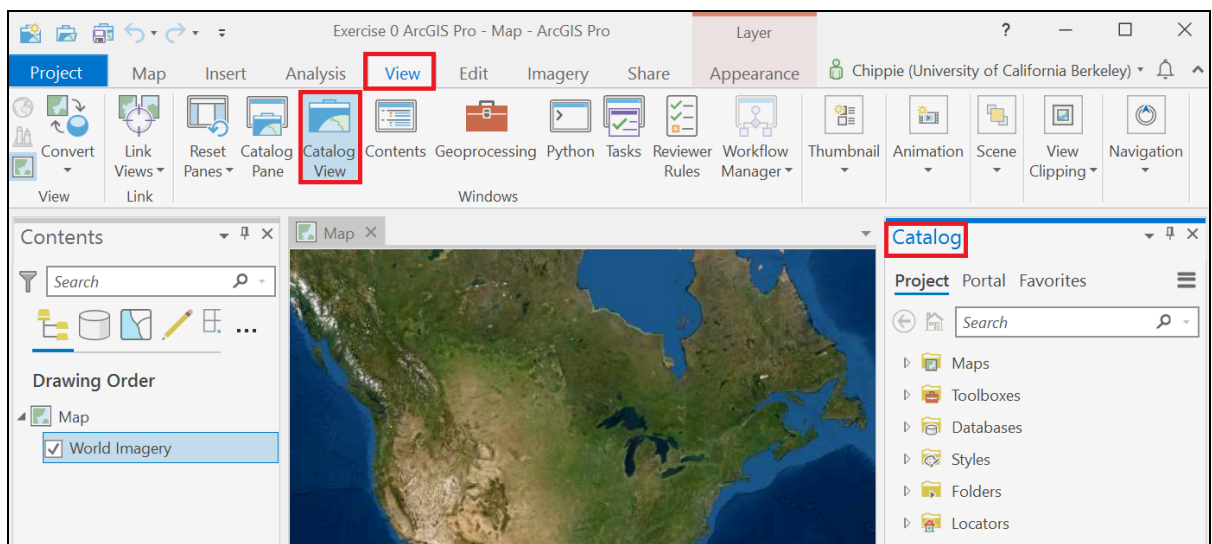 Exercise 0 ArcGIS Pro - Map - ArcGIS Pro
Layer
?
Project Map Insert Analysis View Edit Imagery Share Appearance Chippie (University of California Berkeley)
Convert
Link Views
Reset Panes
Catalog Pane
Catalog View
Contents
Geoprocessing
Python
Tasks
Reviewer Rules
Workflow Manager
Thumbnail
Animation
Scene
View Clipping
Navigation
View Link Windows
Contents
Search
...
Drawing Order
Map
World Imagery
Map
Catalog
Project Portal Favorites
Search
Maps
Toolboxes
Databases
Styles
Folders
Locators